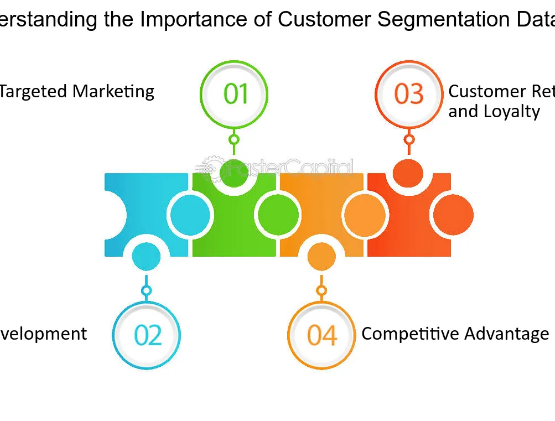 erstanding the Importance of Customer Segmentation Data
Targeted Marketing
01
03
Customer Ret
and Loyalty
FasterCapital
velopment
02
04
Competitive Advantage